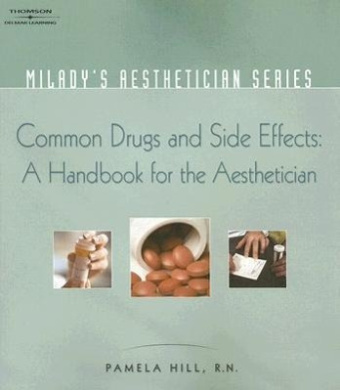 THOMSON
DELMAR LEARNING
MILADY'S AESTHETICIAN SERIES
Common Drugs and Side Effects:
A Handbook for the Aesthetician
PAMELA HILL, R.N.